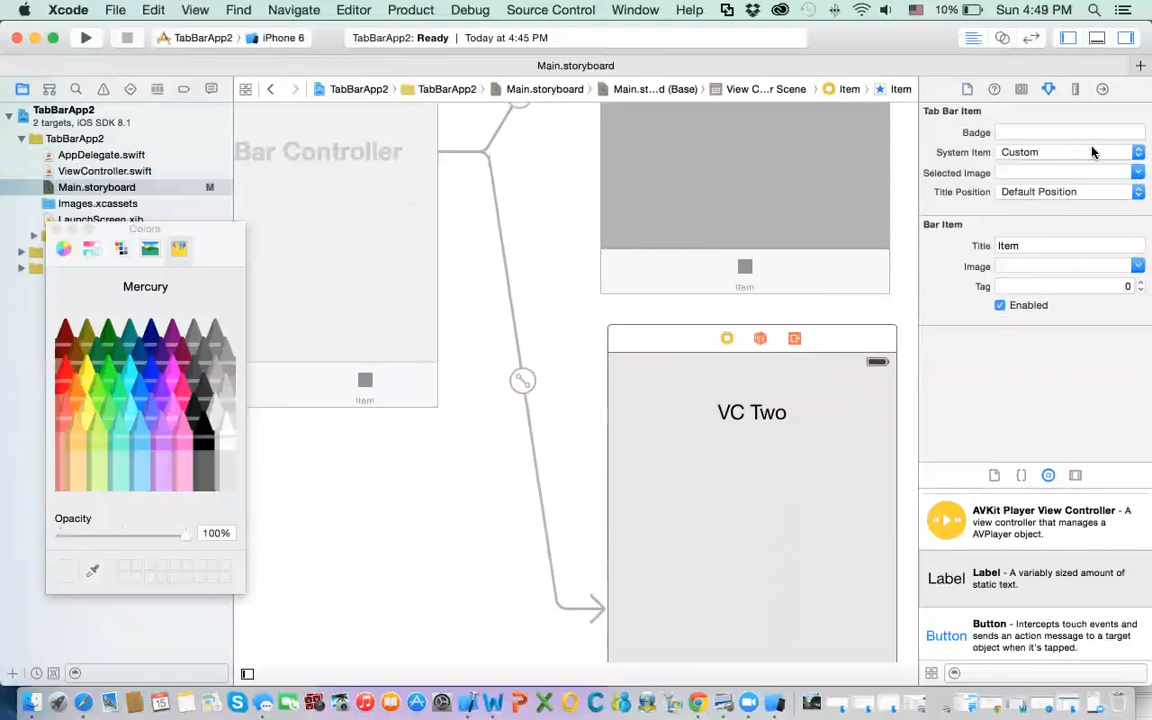 Xcode File Edit View Find Navigate Editor Product Debug Source Control Window Help 10% Sun 4:49 PM
TabBarApp2 iPhone 6 TabBarApp2: Ready Today at 4:45 PM
Main.storyboard
TabBarApp2 TabBarApp2 Main.storyboard Main.st...d (Base) View C...r Scene Item Item
TabBarApp2
2 targets, iOS SDK 8.1
TabBarApp2
AppDelegate.swift
ViewController.swift
Main.storyboard M
Images.xcassets
LaunchScreen.xib
Colors
Mercury
Opacity
100%
Bar Controller
Item
Item
VC Two
Tab Bar Item
Badge
System Item Custom
Selected Image
Title Position Default Position
Bar Item
Title Item
Image
Tag 0
Enabled
AVKit Player View Controller - A
view controller that manages a
AVPlayer object.
Label Label - A variably sized amount of
static text.
Button - Intercepts touch events and
Button sends an action message to a target
object when it's tapped.